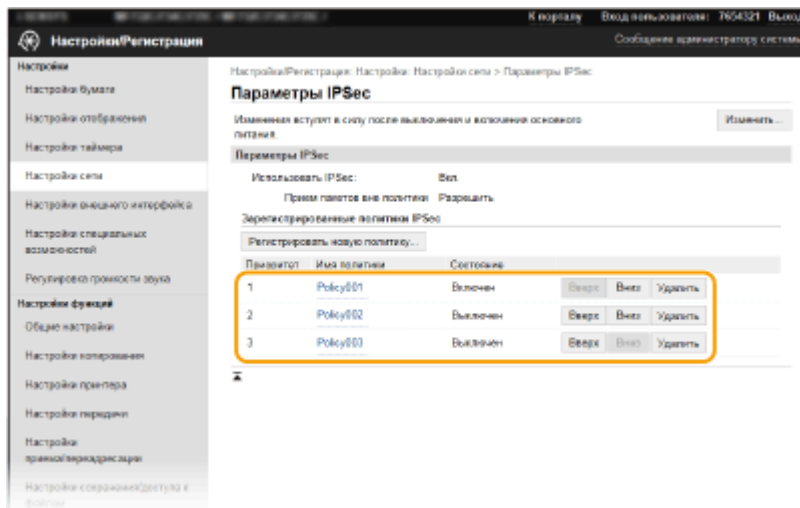 К порталу Вход пользователя: 7654321 Выход
Настройки/Регистрация
Сообщение администратору системы
Настройки
Настройки бумаги
Настройки отображения
Настройки таймера
Настройки сети
Настройки внешнего интерфейса
Настройки специальных
возможностей
Регулировка громкости звука
Настройки функций
Общие настройки
Настройки копирования
Настройки принтера
Настройки передачи
Настройки
приема/переадресации
Настройки сохранения/доступа к
файлам
Настройки/Регистрация: Настройки: Настройки сети > Параметры IPSec
Параметры IPSec
Изменения вступят в силу после выключения и включения основного
питания.
Изменить...
Параметры IPSec
Использовать IPSec: Вкл.
Прием пакетов вне политики Разрешить
Зарегистрированные политики IPSec
Регистрировать новую политику...
Приоритет Имя политики Состояние
1 Policy001 Включен Вверх Вниз Удалить
2 Policy002 Выключен Вверх Вниз Удалить
3 Policy003 Выключен Вверх Вниз Удалить